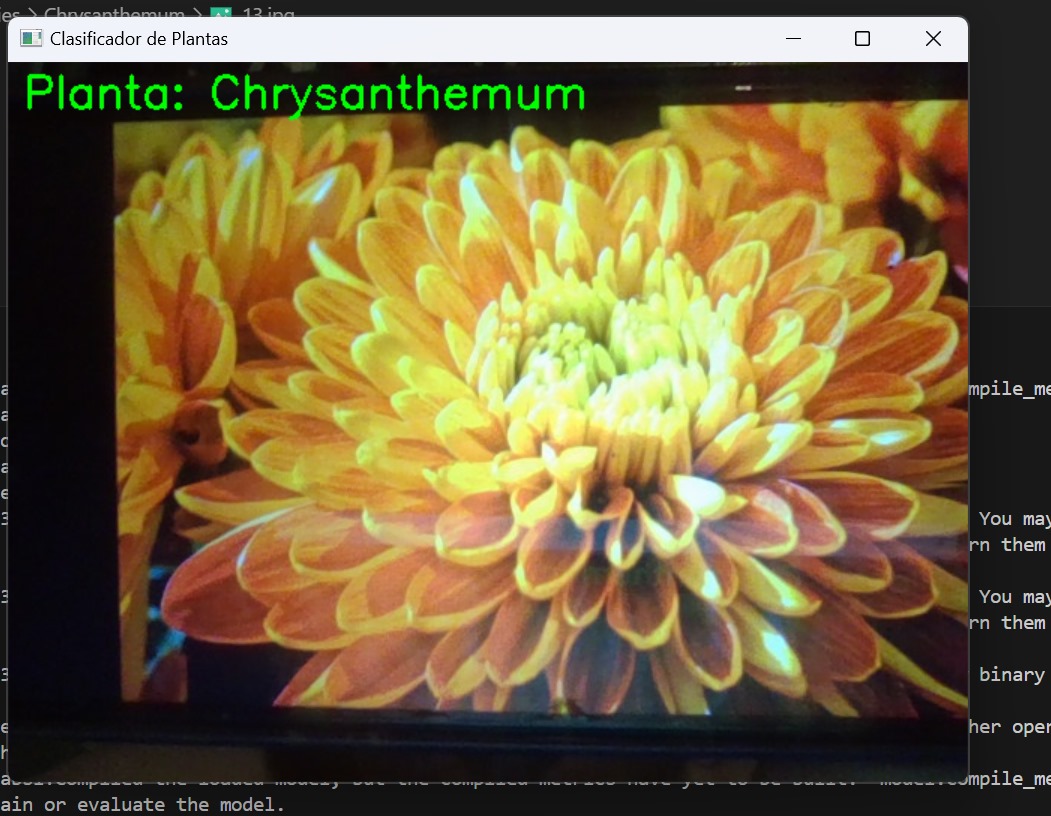 Chrysanthemum > 13.jpg
Clasificador de Plantas
Planta: Chrysanthemum
mpile_me
You may
rn them
You may
rn them
binary
her oper
ain or evaluate the model.